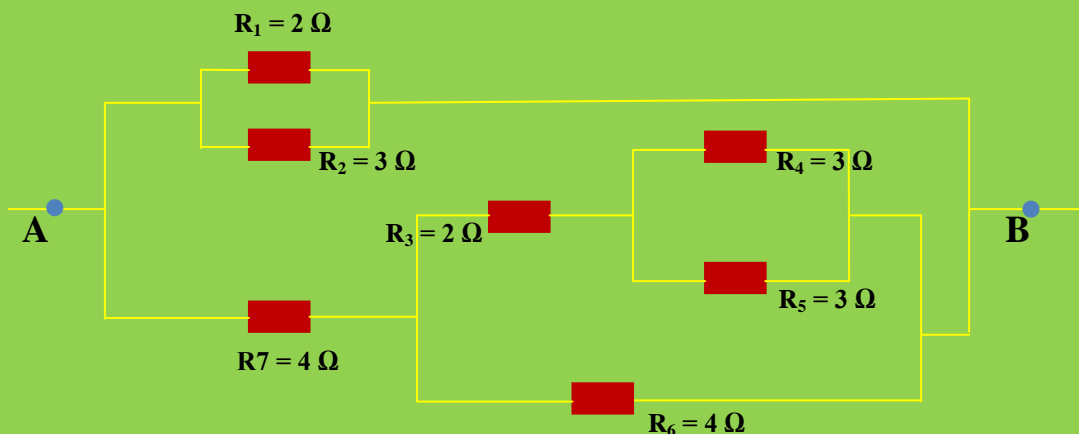 R₁ = 2 Ω
R₂ = 3 Ω
R₄ = 3 Ω
A
R₃ = 2 Ω
B
R₅ = 3 Ω
R7 = 4 Ω
R₆ = 4 Ω